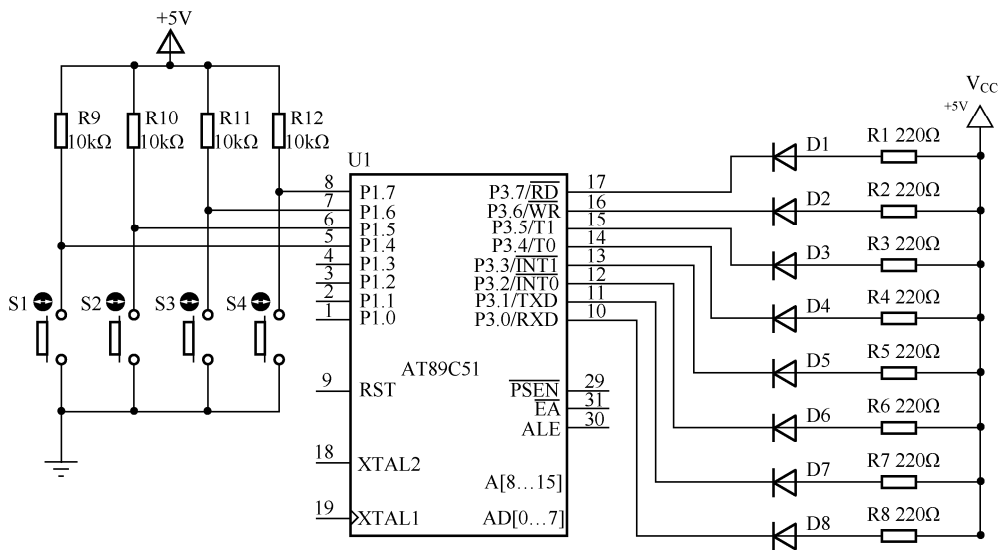 +5V
R9
10kΩ
R10
10kΩ
R11
10kΩ
R12
10kΩ
S1
S2
S3
S4
U1
8 P1.7
7 P1.6
6 P1.5
5 P1.4
4 P1.3
3 P1.2
2 P1.1
1 P1.0
9 RST
18 XTAL2
19 XTAL1
AT89C51
P3.7/RD 17
P3.6/WR 16
P3.5/T1 15
P3.4/T0 14
P3.3/INT1 13
P3.2/INT0 12
P3.1/TXD 11
P3.0/RXD 10
PSEN 29
EA 31
ALE 30
A[8…15]
AD[0…7]
VCC
+5V
D1 R1 220Ω
D2 R2 220Ω
D3 R3 220Ω
D4 R4 220Ω
D5 R5 220Ω
D6 R6 220Ω
D7 R7 220Ω
D8 R8 220Ω